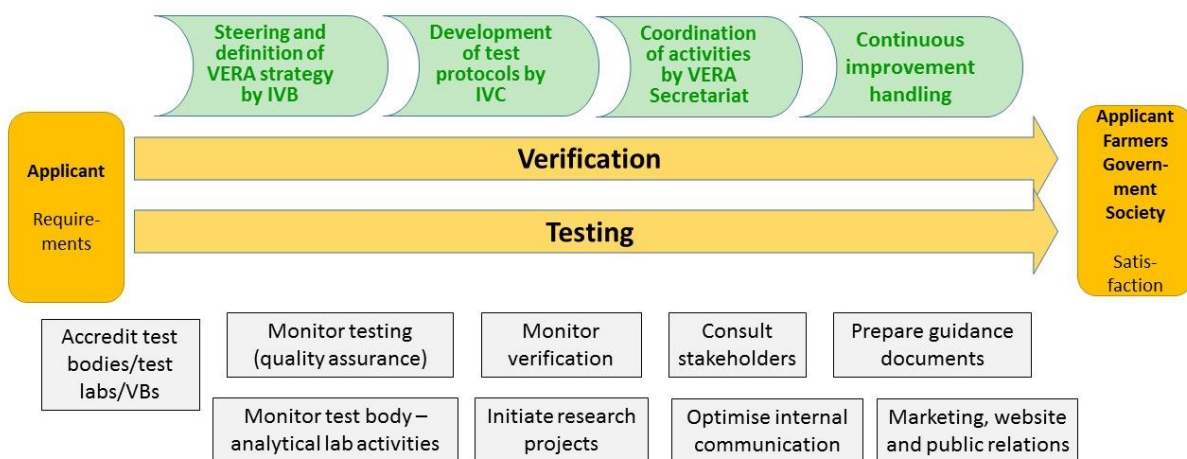 Steering and
definition of
VERA strategy
by IVB
Development
of test
protocols by
IVC
Coordination
of activities
by VERA
Secretariat
Continuous
improvement
handling
Applicant
Require-
ments
Verification
Testing
Applicant
Farmers
Govern-
ment
Society
Satis-
faction
Accredit test
bodies/test
labs/VBs
Monitor testing
(quality assurance)
Monitor
verification
Consult
stakeholders
Prepare guidance
documents
Monitor test body –
analytical lab activities
Initiate research
projects
Optimise internal
communication
Marketing, website
and public relations